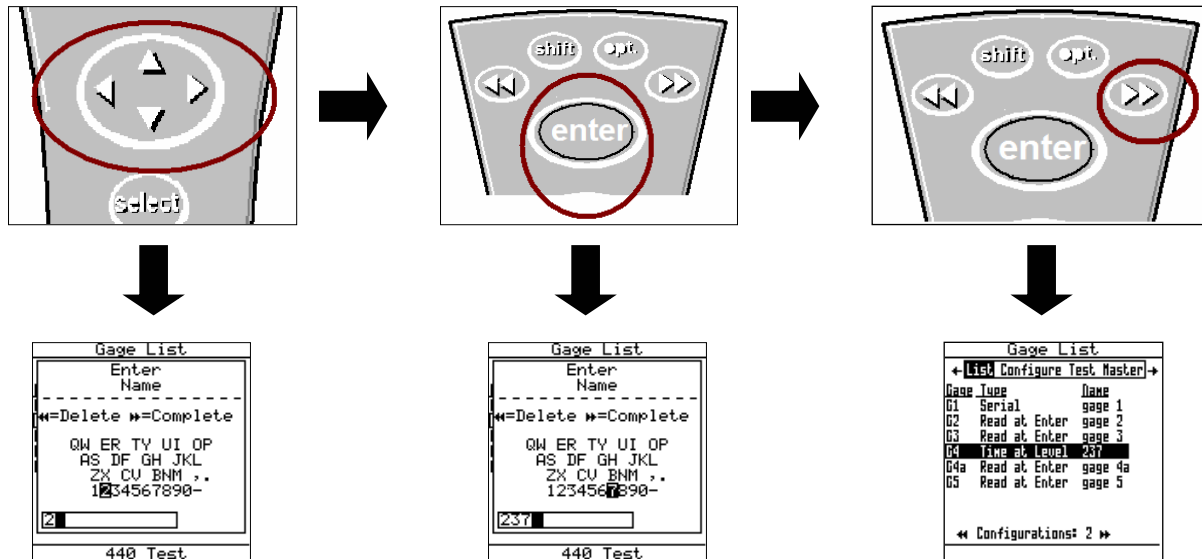 select
shift opt.
enter
shift opt.
enter
Gage List
Enter
Name
◀◀=Delete ▶▶=Complete
QW ER TY UI OP
AS DF GH JKL
ZX CV BNM ,.
1234567890-
2
440 Test
Gage List
Enter
Name
◀◀=Delete ▶▶=Complete
QW ER TY UI OP
AS DF GH JKL
ZX CV BNM ,.
1234567890-
237
440 Test
Gage List
←List Configure Test Master→
Gage Type Name
G1 Serial gage 1
G2 Read at Enter gage 2
G3 Read at Enter gage 3
G4 Time at Level 237
G4a Read at Enter gage 4a
G5 Read at Enter gage 5
◀◀ Configurations: 2 ▶▶